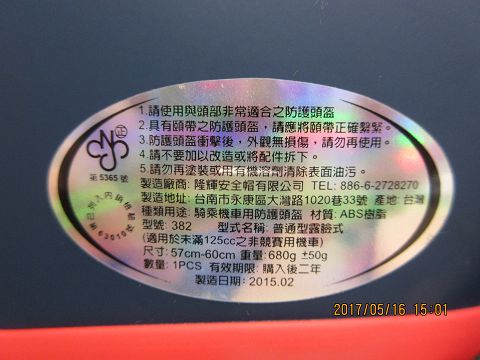 1.請使用與頭部非常適合之防護頭盔
2.具有頤帶之防護頭盔，請應將頤帶正確繫緊。
3.防護頭盔衝擊後，外觀無損傷，請勿再使用。
4.請不要加以改造或將配件拆下。
5.請勿再塗裝或用有機溶劑清除表面油污。
正
第 5365 號
製造廠商: 隆輝安全帽有限公司 TEL: 886-6-2728270
製造地址: 台南市永康區大灣路1020巷33號 產地: 台灣
種類用途: 騎乘機車用防護頭盔 材質: ABS樹脂
型號: 382 型式名稱: 普通型露臉式
(適用於未滿125cc之非競賽用機車)
尺寸: 57cm-60cm 重量: 680g ±50g
數量: 1PCS 有效期限: 購入後二年
製造日期: 2015.02
2017/05/16 15:01